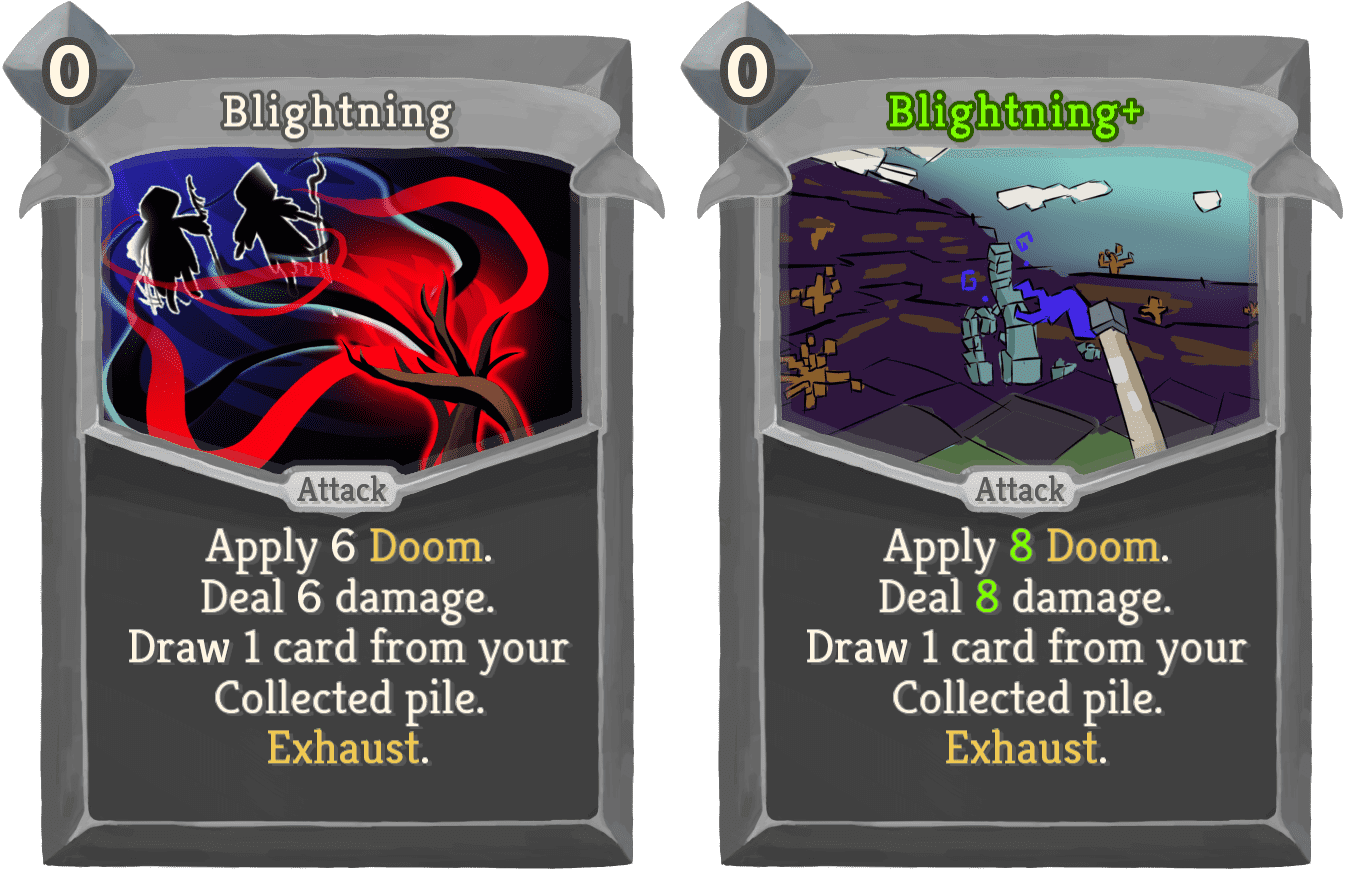 0
Blightning
Attack
Apply 6 Doom.
Deal 6 damage.
Draw 1 card from your
Collected pile.
Exhaust.
0
Blightning+
Attack
Apply 8 Doom.
Deal 8 damage.
Draw 1 card from your
Collected pile.
Exhaust.